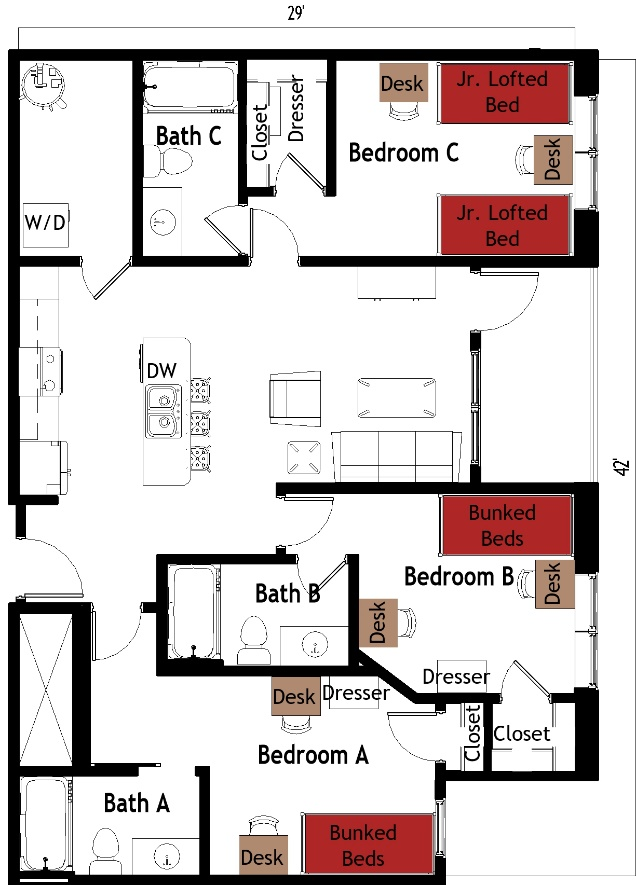 29'
Desk
Jr. Lofted
Bed
Bath C
Closet
Dresser
Bedroom C
Desk
W/D
Jr. Lofted
Bed
DW
42'
Bunked
Beds
Bedroom B
Desk
Bath B
Desk
Dresser
Desk
Dresser
Closet
Closet
Bedroom A
Bath A
Desk
Bunked
Beds